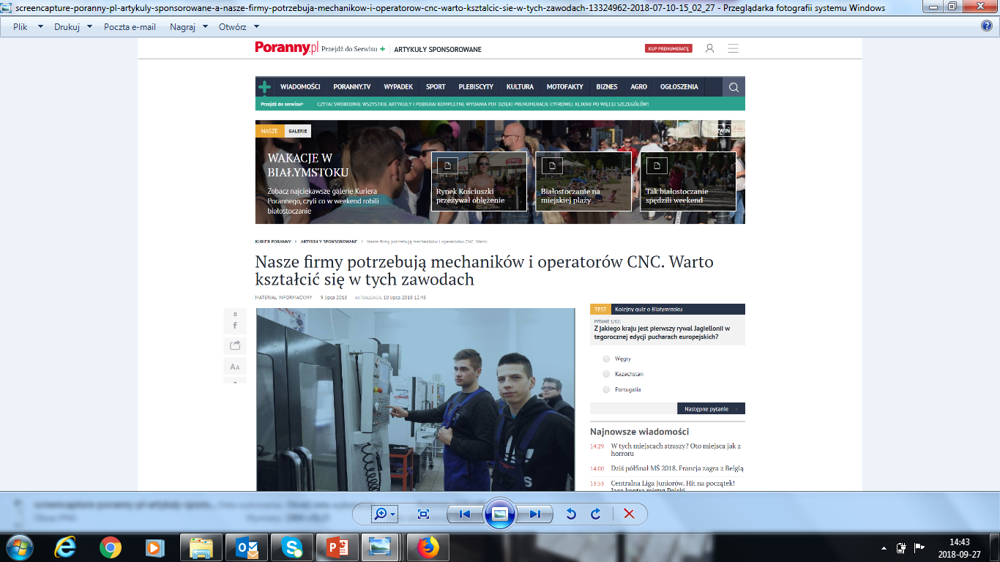 screencapture-poranny-pl-artykuly-sponsorowane-a-nasze-firmy-potrzebuja-mechanikow-i-operatorow-cnc-warto-ksztalcic-sie-w-tych-zawodach-13324962-2018-07-10-15_02_27 - Przeglądarka fotografii systemu Windows
Plik Drukuj Poczta e-mail Nagraj Otwórz
Poranny.pl Przejdź do Serwisu + ARTYKUŁY SPONSOROWANE KUP PRENUMERATĘ
WIADOMOŚCI PORANNY.TV WYPADEK SPORT PLEBISCYTY KULTURA MOTOFAKTY BIZNES AGRO OGŁOSZENIA
Przejdź do serwisu+ CZYTAJ SWOBODNIE WSZYSTKIE ARTYKUŁY I POBIERAJ KOMPLETNE WYDANIA PDF DZIĘKI PRENUMERACIE CYFROWEJ. KLIKNIJ PO WIĘCEJ SZCZEGÓŁÓW!
NASZE GALERIE ZWIŃ
WAKACJE W
BIAŁYMSTOKU
Zobacz najciekawsze galerie Kuriera
Porannego, czyli co w weekend robili
białostoczanie
Rynek Kościuszki
przeżywał oblężenie
Białostoczanie na
miejskiej plaży
Tak białostoczanie
spędzili weekend
KURIER PORANNY ARTYKUŁY SPONSOROWANE Nasze firmy potrzebują mechaników i operatorów CNC. Warto
Nasze firmy potrzebują mechaników i operatorów CNC. Warto
kształcić się w tych zawodach
MATERIAŁ INFORMACYJNY 9 lipca 2018 AKTUALIZACJA: 10 lipca 2018 12:45
0
AA
CNC
TEST Kolejny quiz o Białymstoku
PYTANIE 1/12:
Z jakiego kraju jest pierwszy rywal Jagiellonii w
tegorocznej edycji pucharach europejskich?
Węgry
Kazachstan
Portugalia
Następne pytanie
Najnowsze wiadomości
14:29 W tych miejscach straszy? Oto miejsca jak z
horroru
14:00 Dziś półfinał MŚ 2018. Francja zagra z Belgią
13:53 Centralna Liga Juniorów. Hit na początek!
Jaga kontra mistrz Polski
14:43
2018-09-27